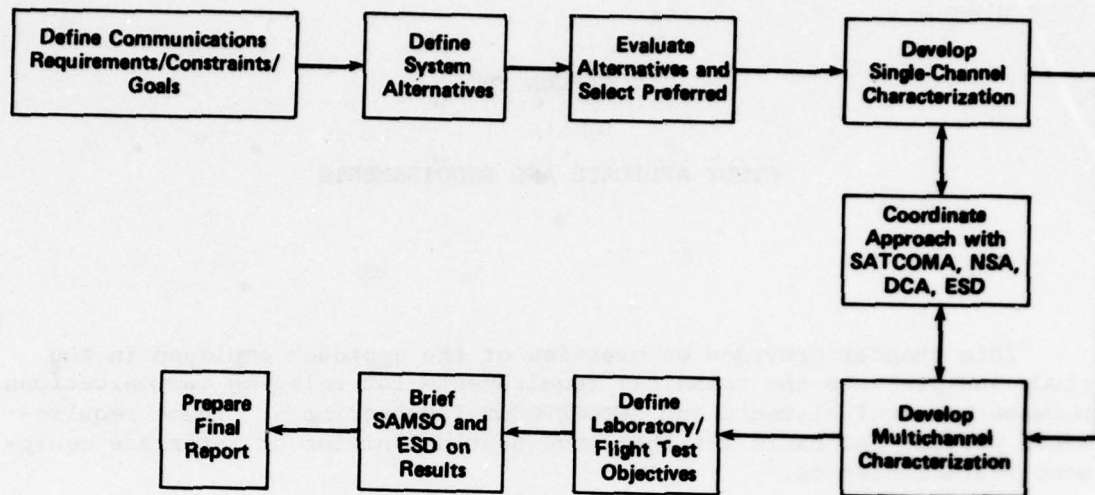 Define Communications
Requirements/Constraints/
Goals
Define
System
Alternatives
Evaluate
Alternatives and
Select Preferred
Develop
Single-Channel
Characterization
Coordinate
Approach with
SATCOMA, NSA,
DCA, ESD
Develop
Multichannel
Characterization
Define
Laboratory/
Flight Test
Objectives
Brief
SAMSO and
ESD on
Results
Prepare
Final
Report